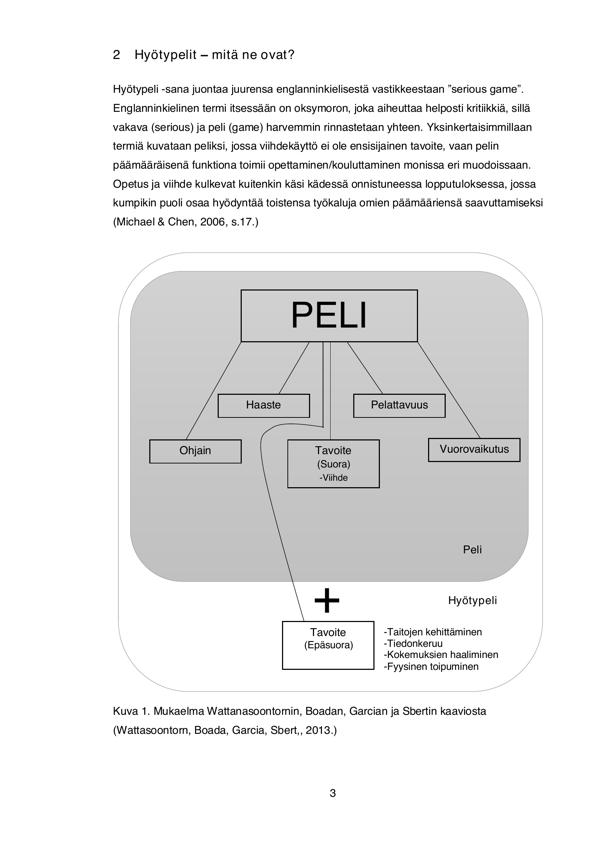 2 Hyötypelit – mitä ne ovat?
Hyötypeli -sana juontaa juurensa englanninkielisestä vastikkeestaan ”serious game”.
Englanninkielinen termi itsessään on oksymoron, joka aiheuttaa helposti kritiikkiä, sillä
vakava (serious) ja peli (game) harvemmin rinnastetaan yhteen. Yksinkertaisimmillaan
termiä kuvataan peliksi, jossa viihdekäyttö ei ole ensisijainen tavoite, vaan pelin
päämääräisenä funktiona toimii opettaminen/kouluttaminen monissa eri muodoissaan.
Opetus ja viihde kulkevat kuitenkin käsi kädessä onnistuneessa lopputuloksessa, jossa
kumpikin puoli osaa hyödyntää toistensa työkaluja omien päämääriensä saavuttamiseksi
(Michael & Chen, 2006, s.17.)
PELI
Haaste
Pelattavuus
Ohjain
Tavoite
(Suora)
-Viihde
Vuorovaikutus
Peli
+
Hyötypeli
Tavoite
(Epäsuora)
-Taitojen kehittäminen
-Tiedonkeruu
-Kokemuksien haaliminen
-Fyysinen toipuminen
Kuva 1. Mukaelma Wattanasoontornin, Boadan, Garcian ja Sbertin kaaviosta
(Wattasoontorn, Boada, Garcia, Sbert,, 2013.)
3